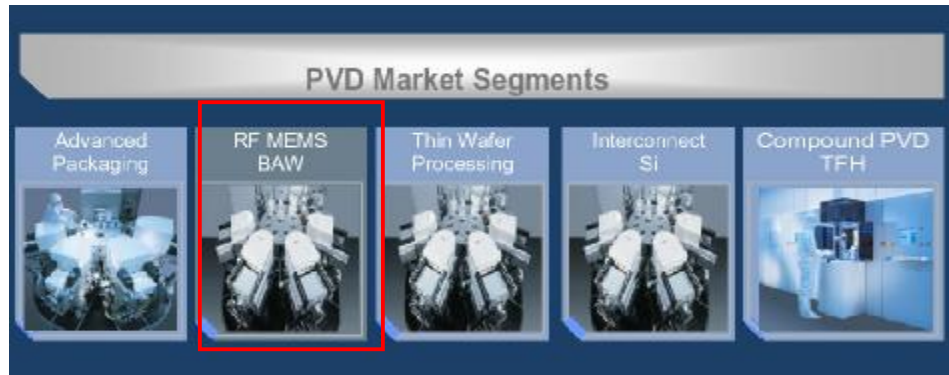 PVD Market Segments
Advanced
Packaging
RF MEMS
BAW
Thin Wafer
Processing
Interconnect
Si
Compound PVD
TFH